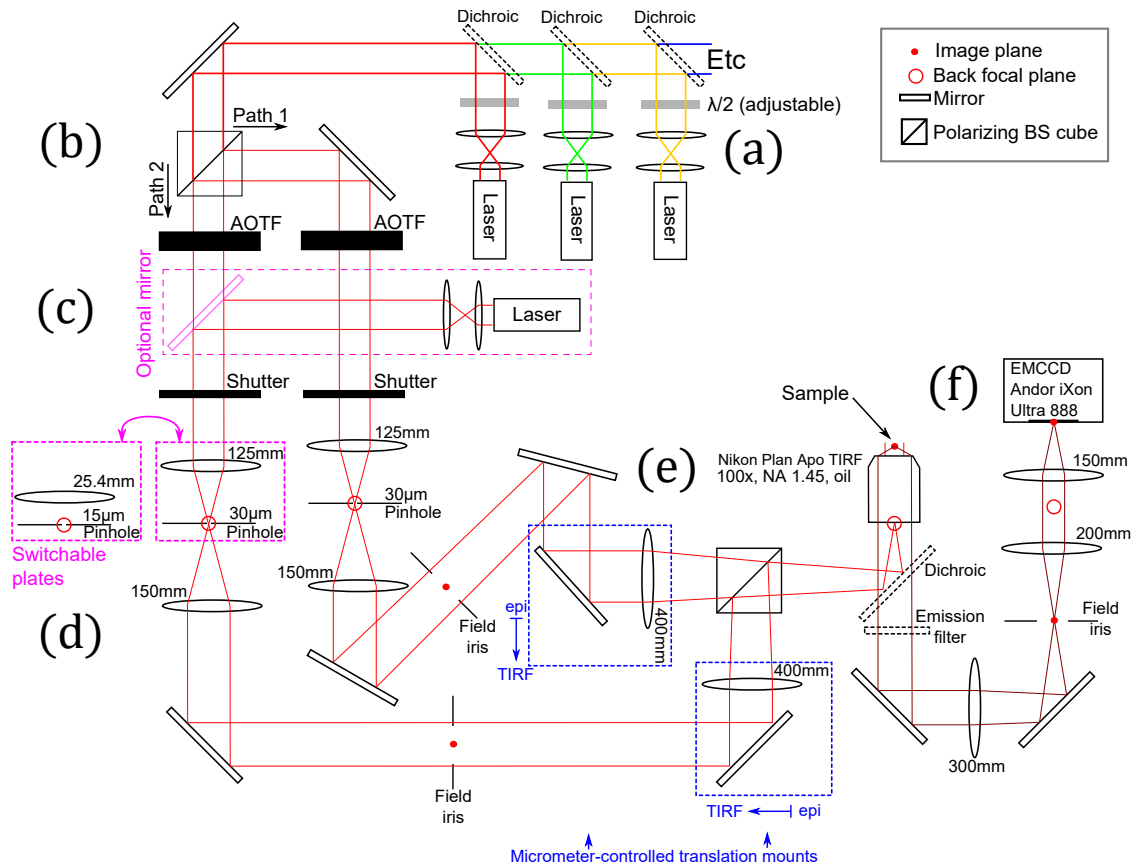 Dichroic Dichroic Dichroic
(a)
Etc
λ/2 (adjustable)
Laser
Laser
Laser
Image plane
Back focal plane
Mirror
Polarizing BS cube
(b)
Path 1
Path 2
AOTF
AOTF
(c)
Optional mirror
Laser
Shutter
Shutter
125mm
125mm
25.4mm
15μm
Pinhole
30μm
Pinhole
30μm
Pinhole
Switchable
plates
150mm
150mm
(d)
Field
iris
Field
iris
epi
TIRF
400mm
400mm
TIRF
epi
Micrometer-controlled translation mounts
(e)
Sample
Nikon Plan Apo TIRF
100x, NA 1.45, oil
Dichroic
Emission
filter
300mm
(f)
EMCCD
Andor iXon
Ultra 888
150mm
200mm
Field
iris